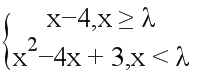 x−4,x ≥ λ
x²−4x + 3,x < λ